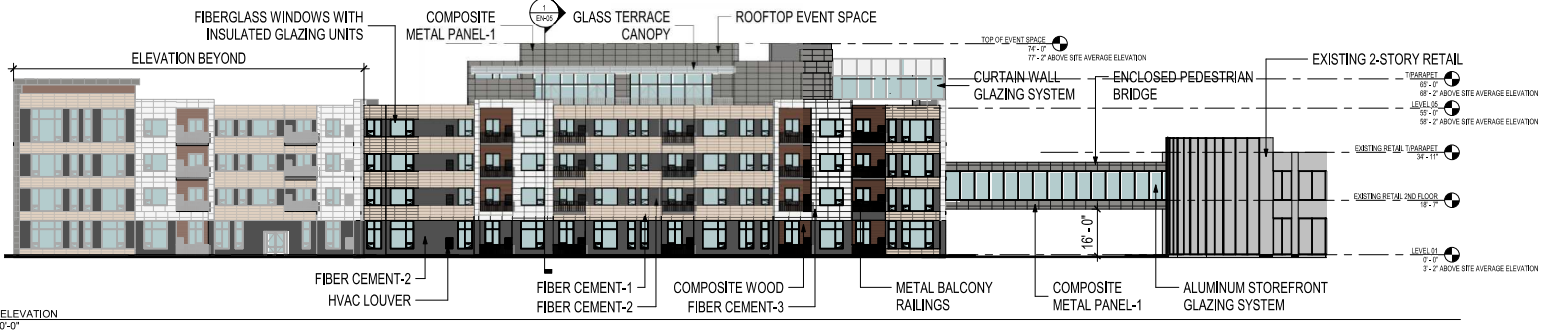 FIBERGLASS WINDOWS WITH
INSULATED GLAZING UNITS
COMPOSITE
METAL PANEL-1
1
EN-05
GLASS TERRACE
CANOPY
ROOFTOP EVENT SPACE
ELEVATION BEYOND
TOP OF EVENT SPACE
74' - 0"
77' - 2" ABOVE SITE AVERAGE ELEVATION
CURTAIN WALL
GLAZING SYSTEM
ENCLOSED PEDESTRIAN
BRIDGE
EXISTING 2-STORY RETAIL
T/PARAPET
65' - 0"
68' - 2" ABOVE SITE AVERAGE ELEVATION
LEVEL 05
55' - 0"
58' - 2" ABOVE SITE AVERAGE ELEVATION
EXISTING RETAIL T/PARAPET
34' - 11"
EXISTING RETAIL 2ND FLOOR
18' - 7"
16' - 0"
LEVEL 01
0' - 0"
3' - 2" ABOVE SITE AVERAGE ELEVATION
FIBER CEMENT-2
HVAC LOUVER
FIBER CEMENT-1
FIBER CEMENT-2
COMPOSITE WOOD
FIBER CEMENT-3
METAL BALCONY
RAILINGS
COMPOSITE
METAL PANEL-1
ALUMINUM STOREFRONT
GLAZING SYSTEM
ELEVATION
0'-0"